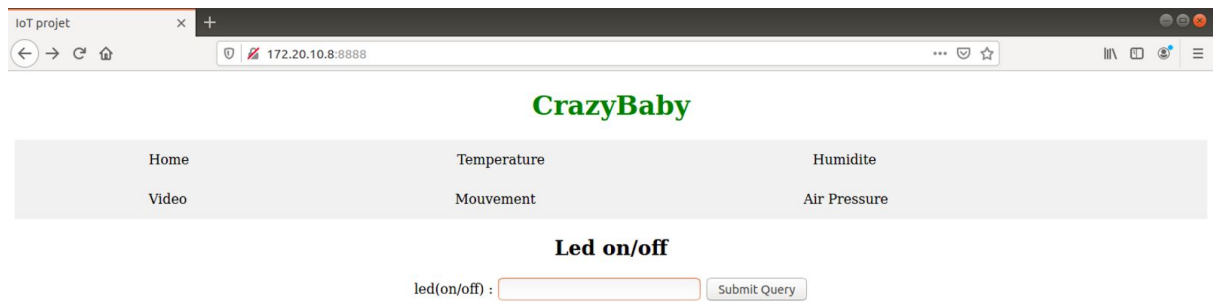 IoT projet
172.20.10.8:8888
CrazyBaby
Home Temperature Humidite
Video Mouvement Air Pressure
Led on/off
led(on/off) : Submit Query